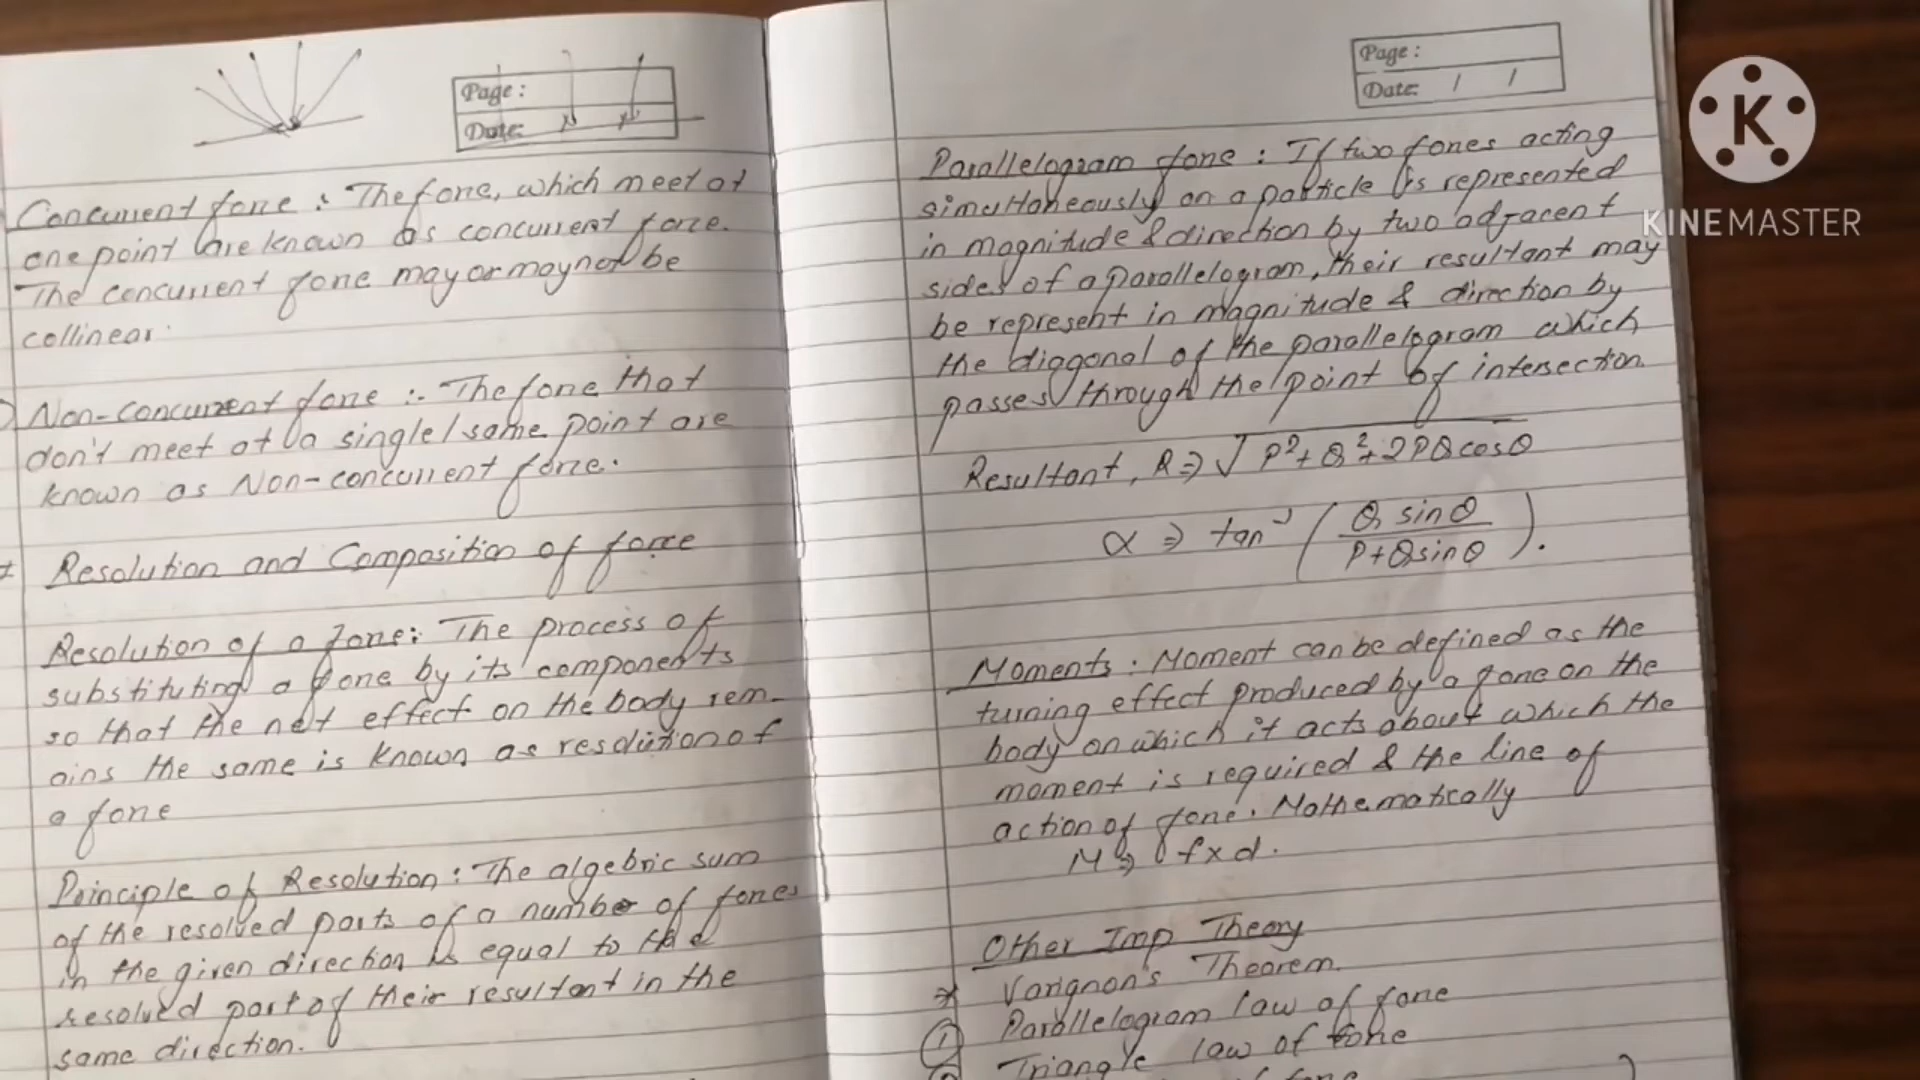 Page :
Date:
Concurrent force : The force, which meet at
one point are known as concurrent force.
The concurrent force may or may not be
collinear.
Non-concurrent force :- The force that
don't meet at a single/same point are
known as Non-concurrent force.
Resolution and Composition of force
Resolution of a force: The process of
substituting a force by its components
so that the net effect on the body rem-
ains the same is known as resolution of
a force
Principle of Resolution : The algebric sum
of the resolved parts of a number of forces
in the given direction is equal to the
resolved part of their resultant in the
same direction.
Page :
Date: / /
Parallelogram force : If two forces acting
simultaneously on a particle is represented
in magnitude & direction by two adjacent
sides of a parallelogram, their resultant may
be represent in magnitude & direction by
the diggonal of the parallelogram which
passes through the point of intersection.
Resultant, R ⇒ √P²+Q²+2PQcosθ
α ⇒ tan⁻¹ (Q sinθ / P+Qsinθ).
Moments : Moment can be defined as the
turning effect produced by a force on the
body on which it acts about which the
moment is required & the line of
action of force. Mathematically
M ⇒ f x d.
Other Imp Theory
* Varignon's Theorem.
① Parallelogram law of force
Triangle law of force
K
KINEMASTER